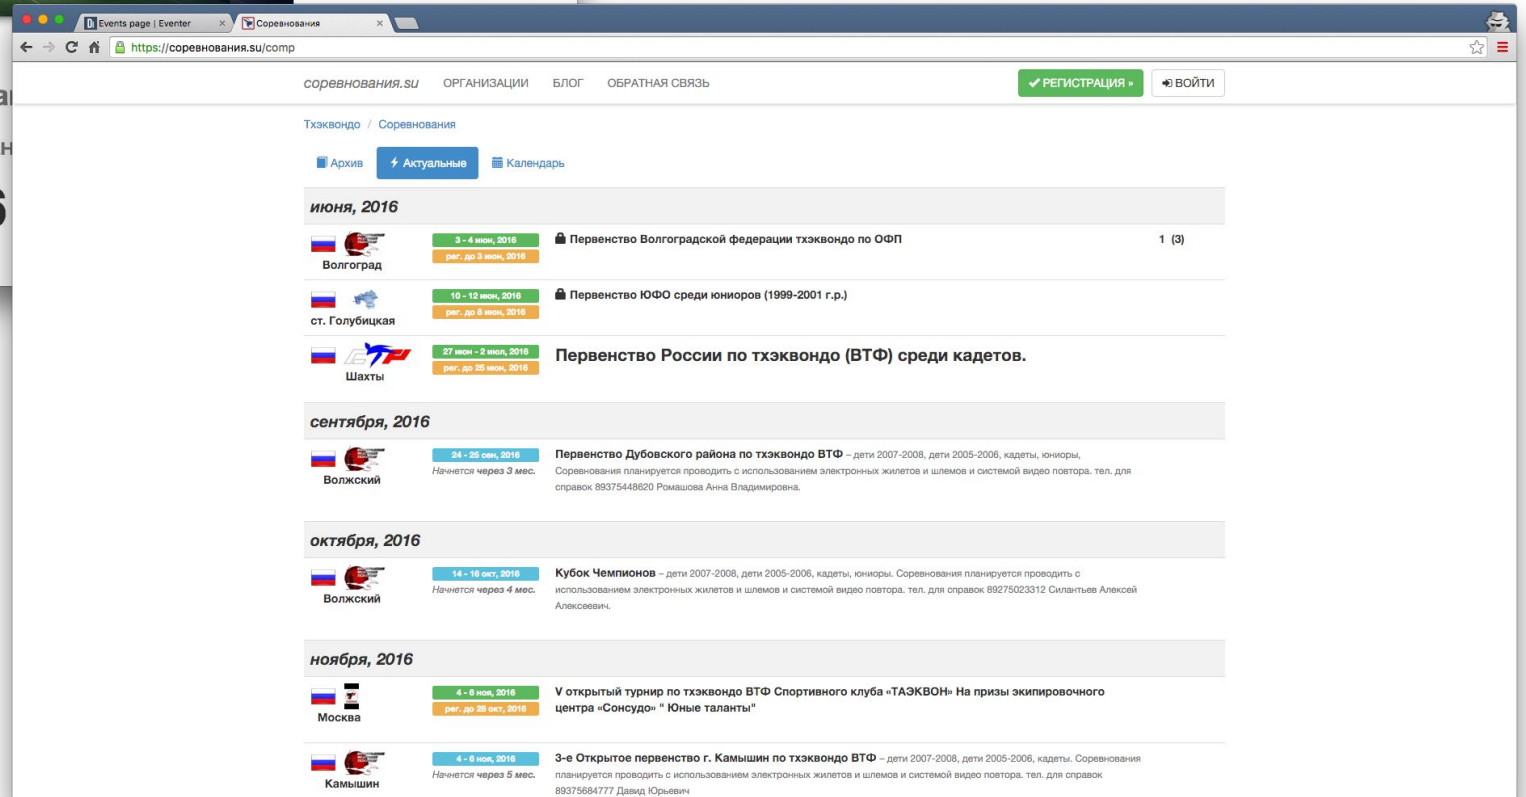 Events page | Eventer
Соревнования
https://соревнования.su/comp
соревнования.su ОРГАНИЗАЦИИ БЛОГ ОБРАТНАЯ СВЯЗЬ РЕГИСТРАЦИЯ » ВОЙТИ
Тхэквондо / Соревнования
Архив Актуальные Календарь
июня, 2016
3 - 4 июн, 2016 Первенство Волгоградской федерации тхэквондо по ОФП 1 (3)
рег. до 3 июн, 2016
Волгоград
10 - 12 июн, 2016 Первенство ЮФО среди юниоров (1999-2001 г.р.)
рег. до 8 июн, 2016
ст. Голубицкая
27 июн - 2 июл, 2016 Первенство России по тхэквондо (ВТФ) среди кадетов.
рег. до 25 июн, 2016
Шахты
сентября, 2016
24 - 25 сен, 2016 Первенство Дубовского района по тхэквондо ВТФ – дети 2007-2008, дети 2005-2006, кадеты, юниоры,
Начнется через 3 мес. Соревнования планируется проводить с использованием электронных жилетов и шлемов и системой видео повтора. тел. для
Волжский справок 89375448620 Ромашова Анна Владимировна.
октября, 2016
14 - 16 окт, 2016 Кубок Чемпионов – дети 2007-2008, дети 2005-2006, кадеты, юниоры. Соревнования планируется проводить с
Начнется через 4 мес. использованием электронных жилетов и шлемов и системой видео повтора. тел. для справок 89275023312 Силантьев Алексей
Волжский Алексеевич.
ноября, 2016
4 - 6 ноя, 2016 V открытый турнир по тхэквондо ВТФ Спортивного клуба «ТАЭКВОН» На призы экипировочного
рег. до 28 окт, 2016 центра «Сонсудо» " Юные таланты"
Москва
4 - 6 ноя, 2016 3-е Открытое первенство г. Камышин по тхэквондо ВТФ – дети 2007-2008, дети 2005-2006, кадеты. Соревнования
Начнется через 5 мес. планируется проводить с использованием электронных жилетов и шлемов и системой видео повтора. тел. для справок
Камышин 89375684777 Давид Юрьевич